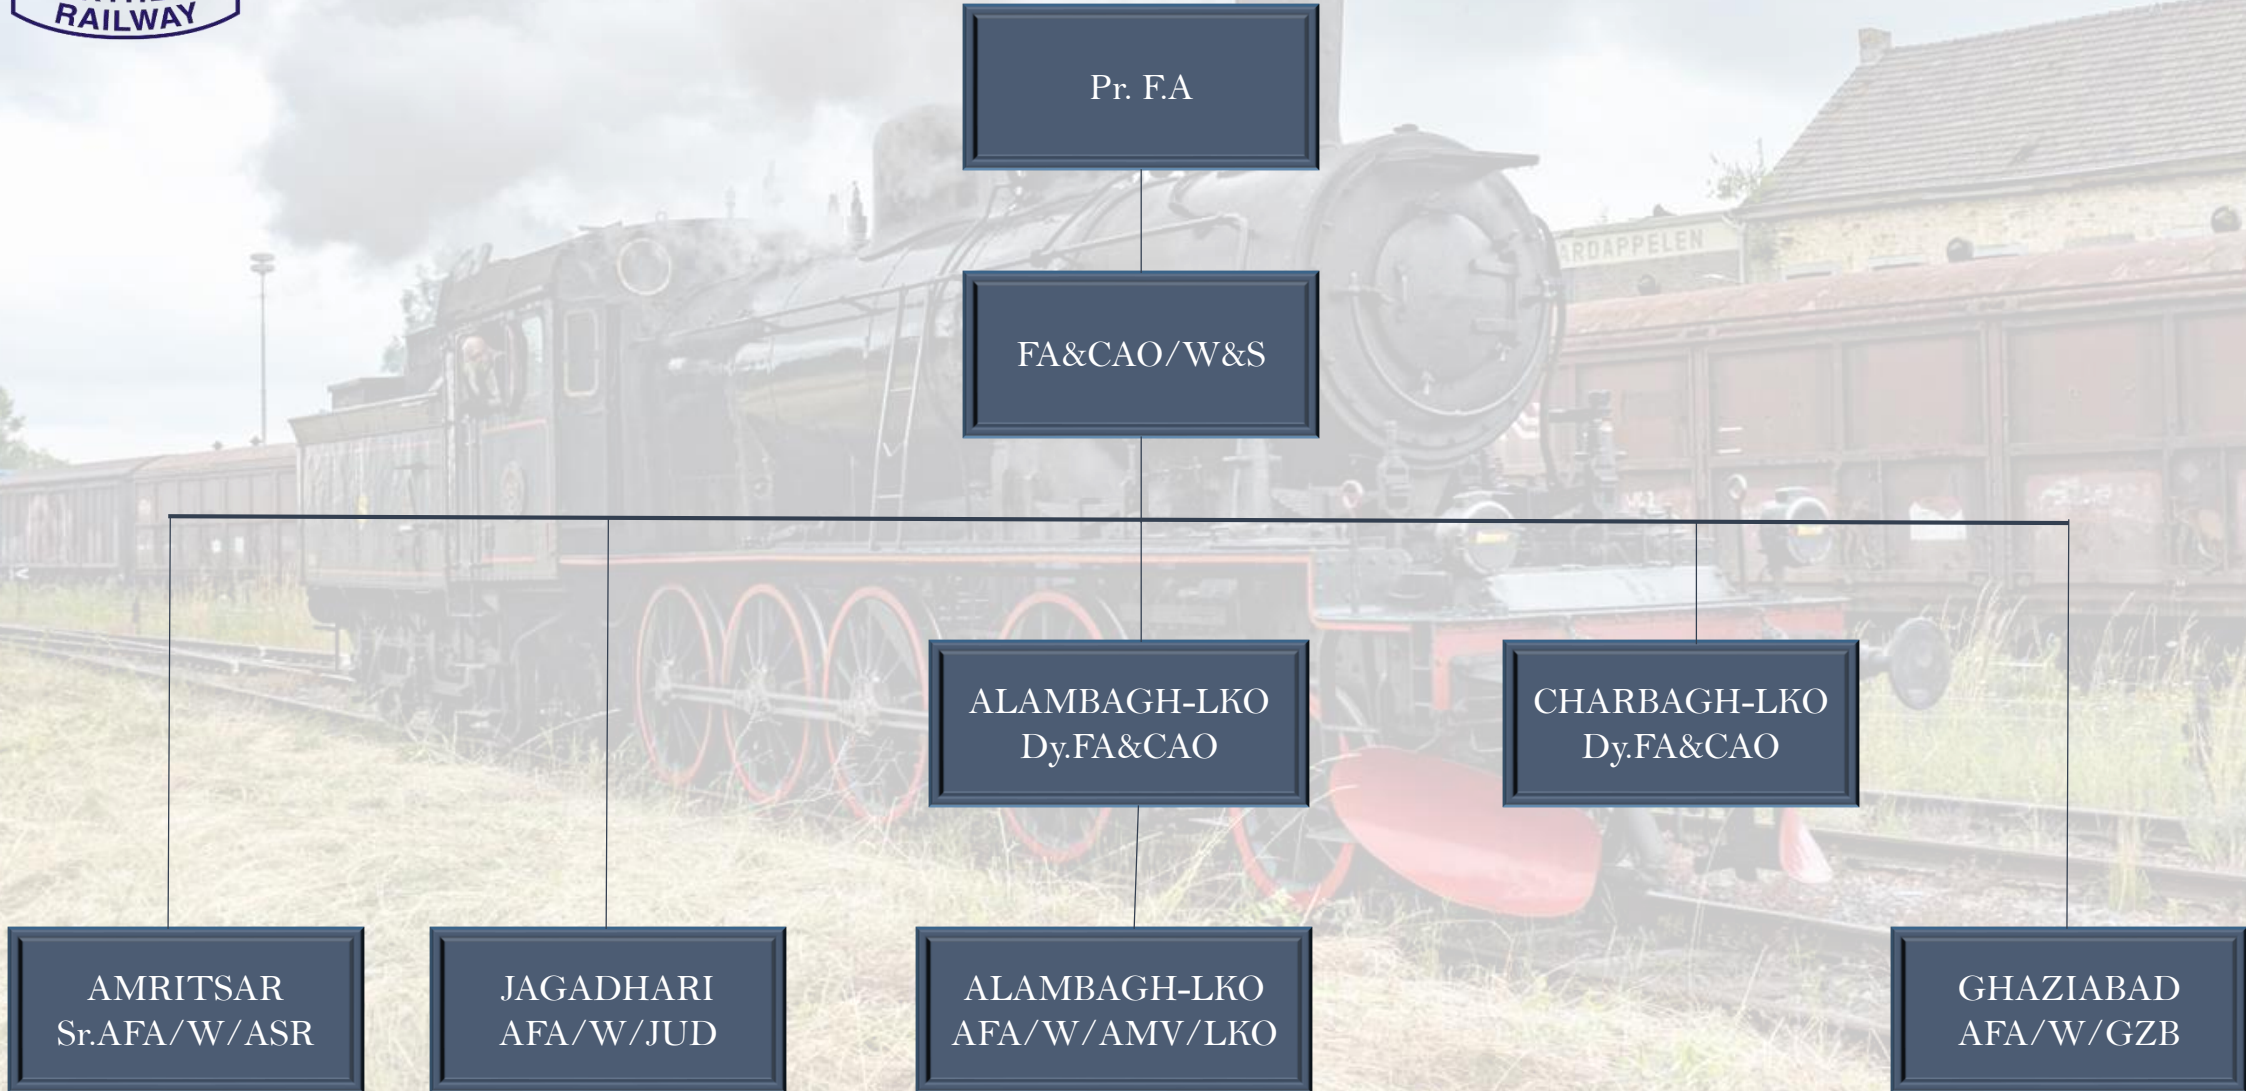 RAILWAY
Pr. F.A
FA&CAO/W&S
ARDAPPELEN
ALAMBAGH-LKO
Dy.FA&CAO
CHARBAGH-LKO
Dy.FA&CAO
AMRITSAR
Sr.AFA/W/ASR
JAGADHARI
AFA/W/JUD
ALAMBAGH-LKO
AFA/W/AMV/LKO
GHAZIABAD
AFA/W/GZB